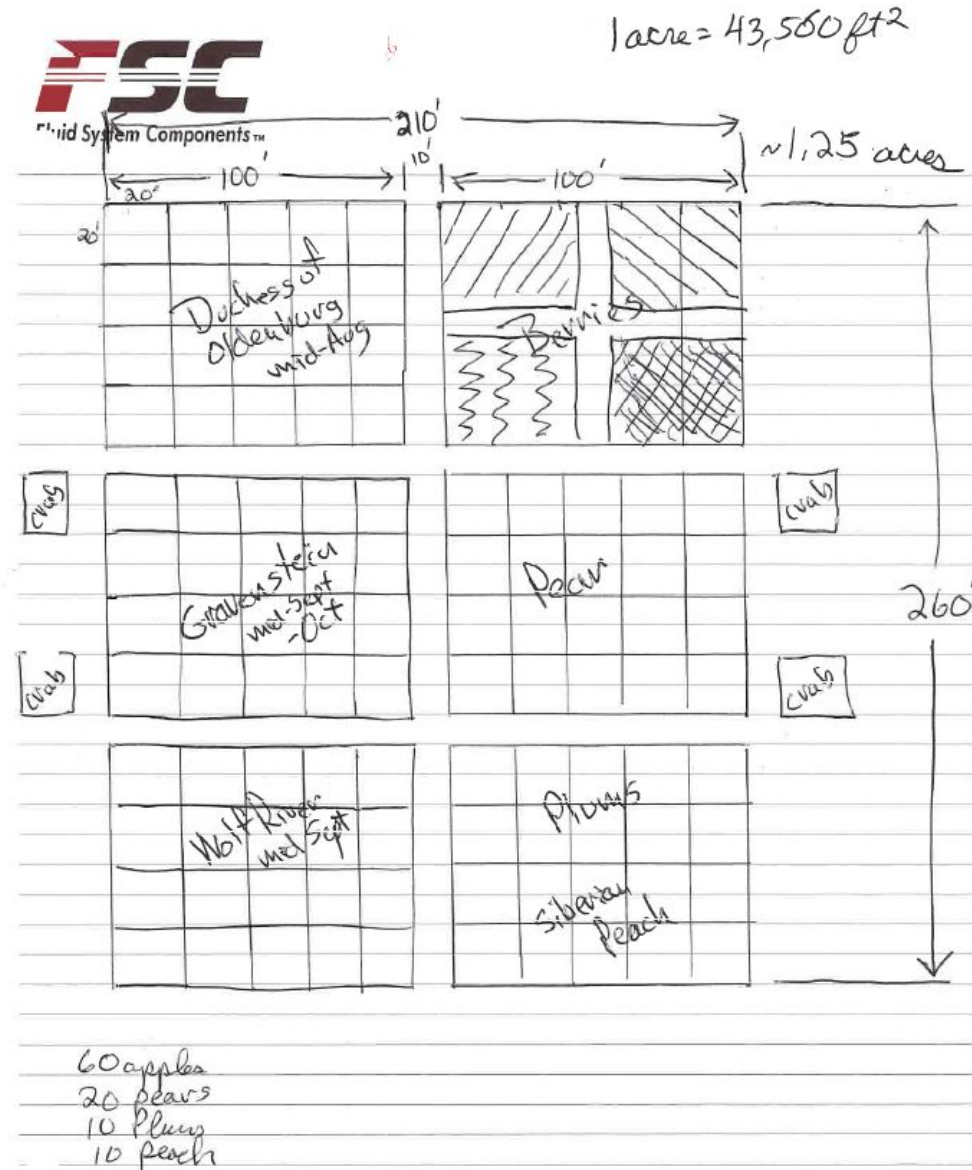 1 acre = 43,560 ft2
FSC
Fluid System Components™
210'
~1.25 acres
100'
10'
100'
20'
20'
Duchess of
Oldenburg
mid-Aug
Berries
crab
crab
Gravenstein
mid-Sept
-Oct
Pear
260'
crab
crab
Wolf River
mid Sept
Plums
Siberian
Peach
60 apples
20 pears
10 Plums
10 peach